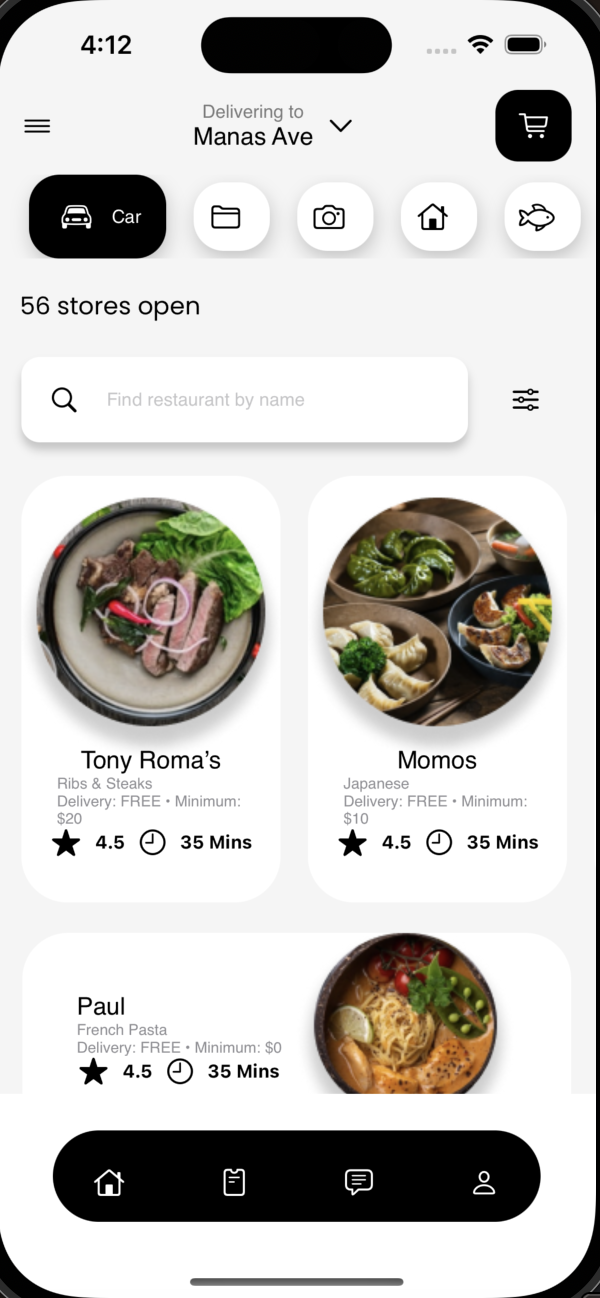 4:12
Delivering to
Manas Ave
Car
56 stores open
Find restaurant by name
Tony Roma’s
Ribs & Steaks
Delivery: FREE • Minimum:
$20
4.5 35 Mins
Momos
Japanese
Delivery: FREE • Minimum:
$10
4.5 35 Mins
Paul
French Pasta
Delivery: FREE • Minimum: $0
4.5 35 Mins